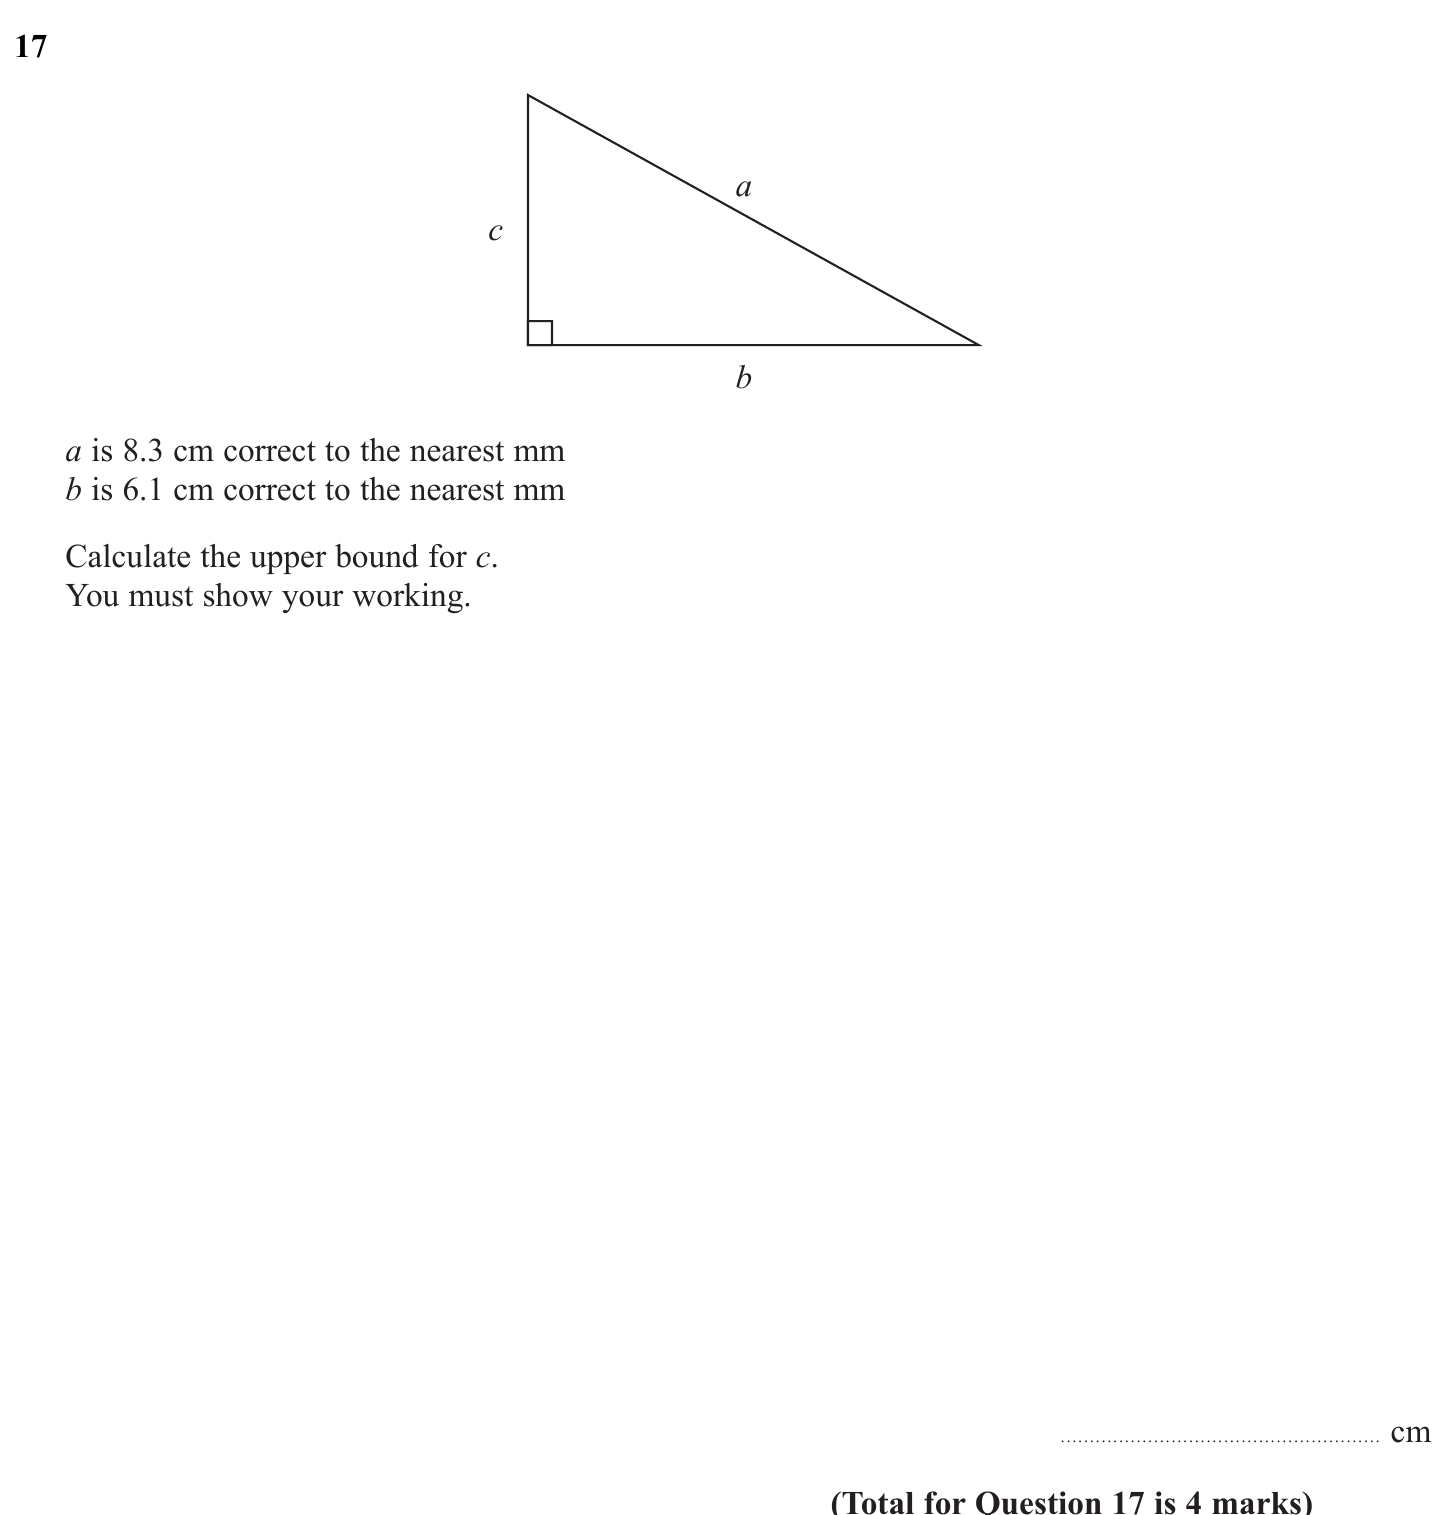 17
a
c
b
a is 8.3 cm correct to the nearest mm
b is 6.1 cm correct to the nearest mm
Calculate the upper bound for c.
You must show your working.
...................................................... cm
(Total for Question 17 is 4 marks)